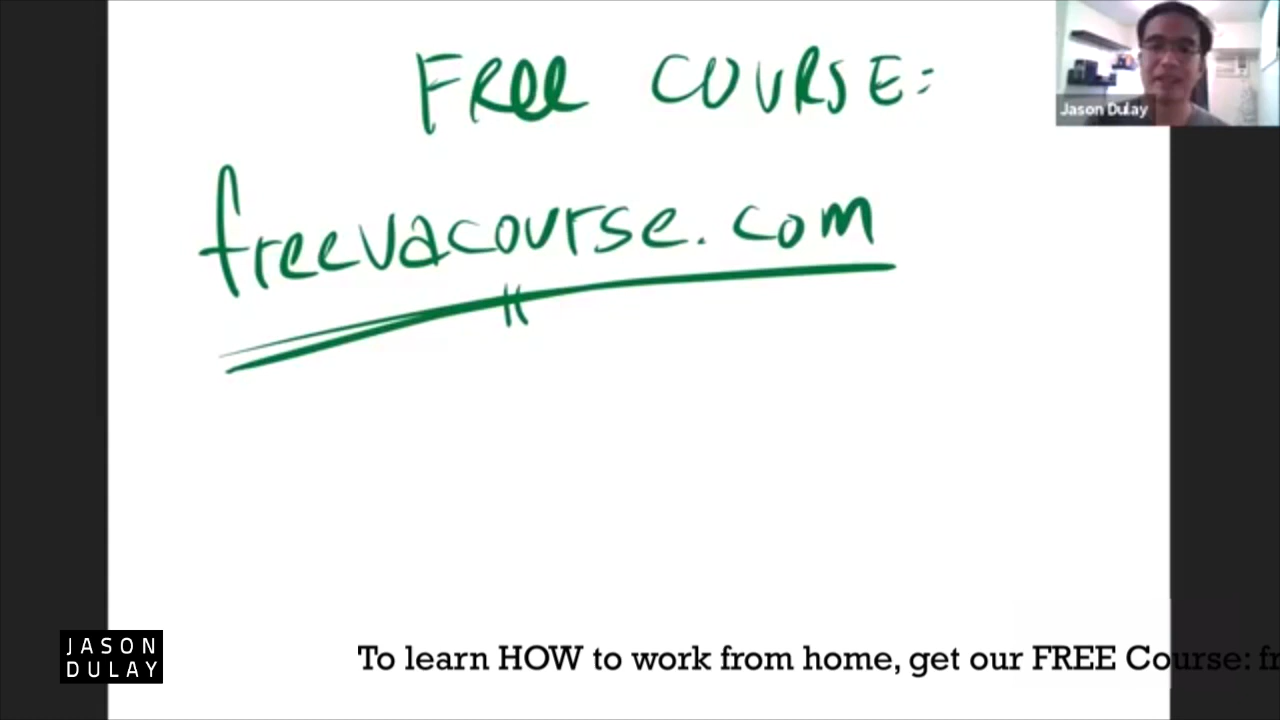 FRee COURSE:
freevacourse.com
Jason Dulay
JASON
DULAY
To learn HOW to work from home, get our FREE Course: fr